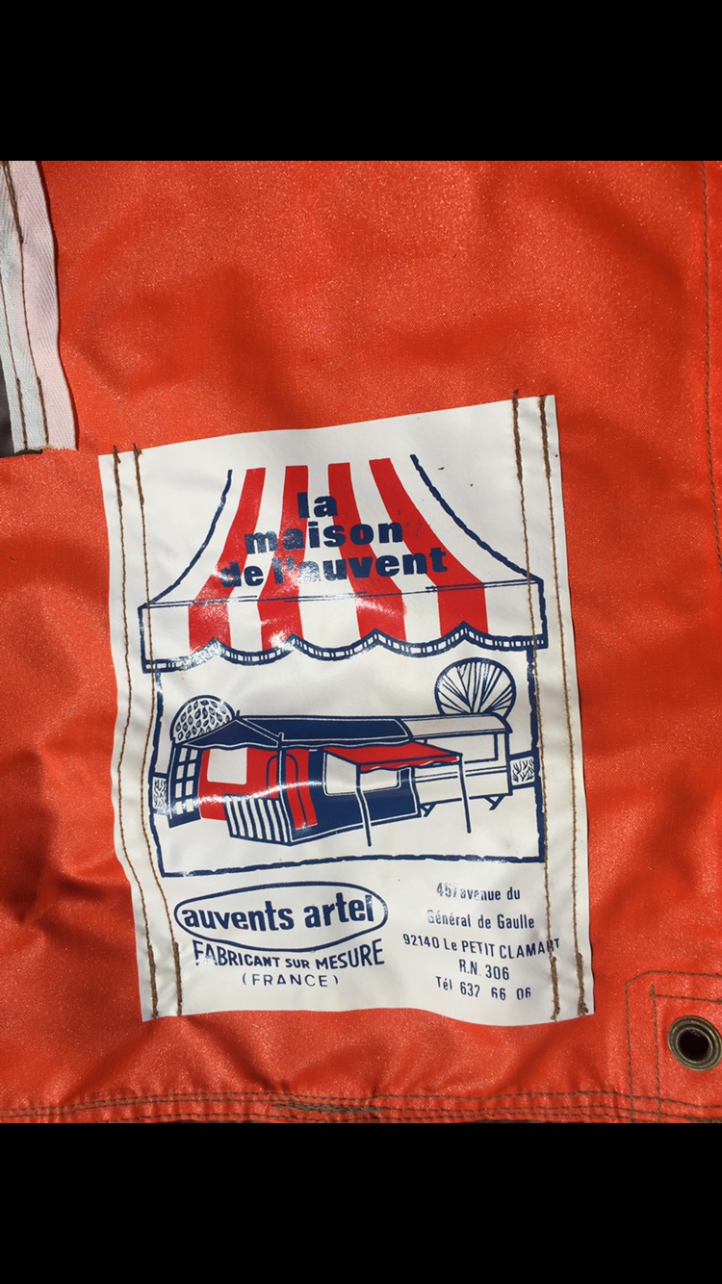 la
maison
de l'auvent
auvents artel
FABRICANT SUR MESURE
(FRANCE)
avenue du
Général de Gaulle
92140 Le PETIT CLAMART
R.N. 306
Tél 632 66 06